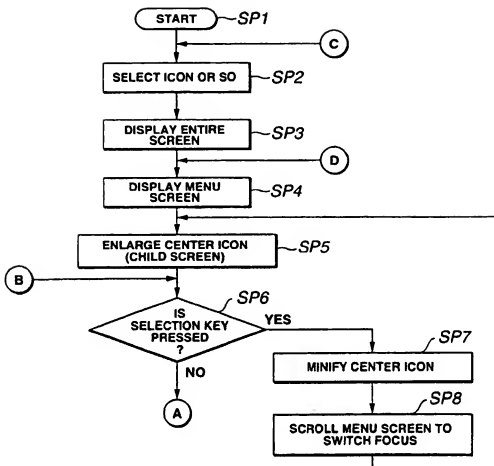 START
SP1
C
SELECT ICON OR SO
SP2
DISPLAY ENTIRE
SCREEN
SP3
D
DISPLAY MENU
SCREEN
SP4
ENLARGE CENTER ICON
(CHILD SCREEN)
SP5
B
SP6
IS
SELECTION KEY
PRESSED
?
YES
NO
A
SP7
MINIFY CENTER ICON
SP8
SCROLL MENU SCREEN TO
SWITCH FOCUS